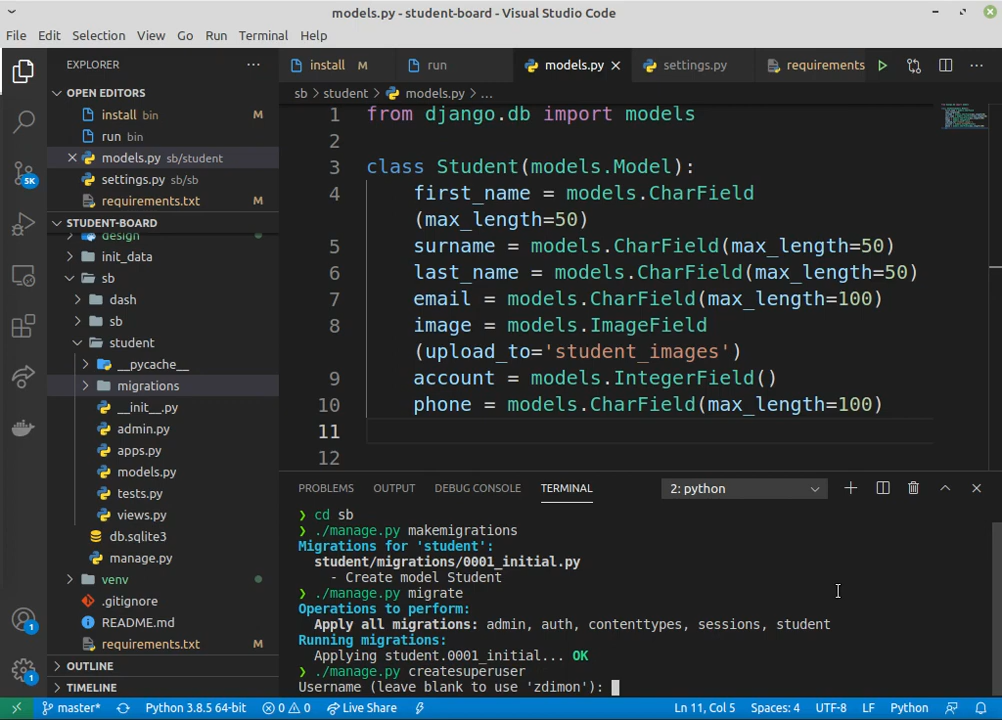 models.py - student-board - Visual Studio Code
File Edit Selection View Go Run Terminal Help
EXPLORER
OPEN EDITORS
install bin M
run bin
models.py sb/student
settings.py sb/sb
requirements.txt M
STUDENT-BOARD
design
init_data
sb
dash
sb
student
__pycache__
migrations
__init__.py
admin.py
apps.py
models.py
tests.py
views.py
db.sqlite3
manage.py
venv
.gitignore
README.md
requirements.txt M
OUTLINE
TIMELINE
5K
1
1
install M run models.py settings.py requirements
sb > student > models.py > ...
1 from django.db import models
2
3 class Student(models.Model):
4 first_name = models.CharField
(max_length=50)
5 surname = models.CharField(max_length=50)
6 last_name = models.CharField(max_length=50)
7 email = models.CharField(max_length=100)
8 image = models.ImageField
(upload_to='student_images')
9 account = models.IntegerField()
10 phone = models.CharField(max_length=100)
11
12
PROBLEMS OUTPUT DEBUG CONSOLE TERMINAL 2: python
❯ cd sb
❯ ./manage.py makemigrations
Migrations for 'student':
student/migrations/0001_initial.py
- Create model Student
❯ ./manage.py migrate
Operations to perform:
Apply all migrations: admin, auth, contenttypes, sessions, student
Running migrations:
Applying student.0001_initial... OK
❯ ./manage.py createsuperuser
Username (leave blank to use 'zdimon'):
master* Python 3.8.5 64-bit 0 0 Live Share Ln 11, Col 5 Spaces: 4 UTF-8 LF Python